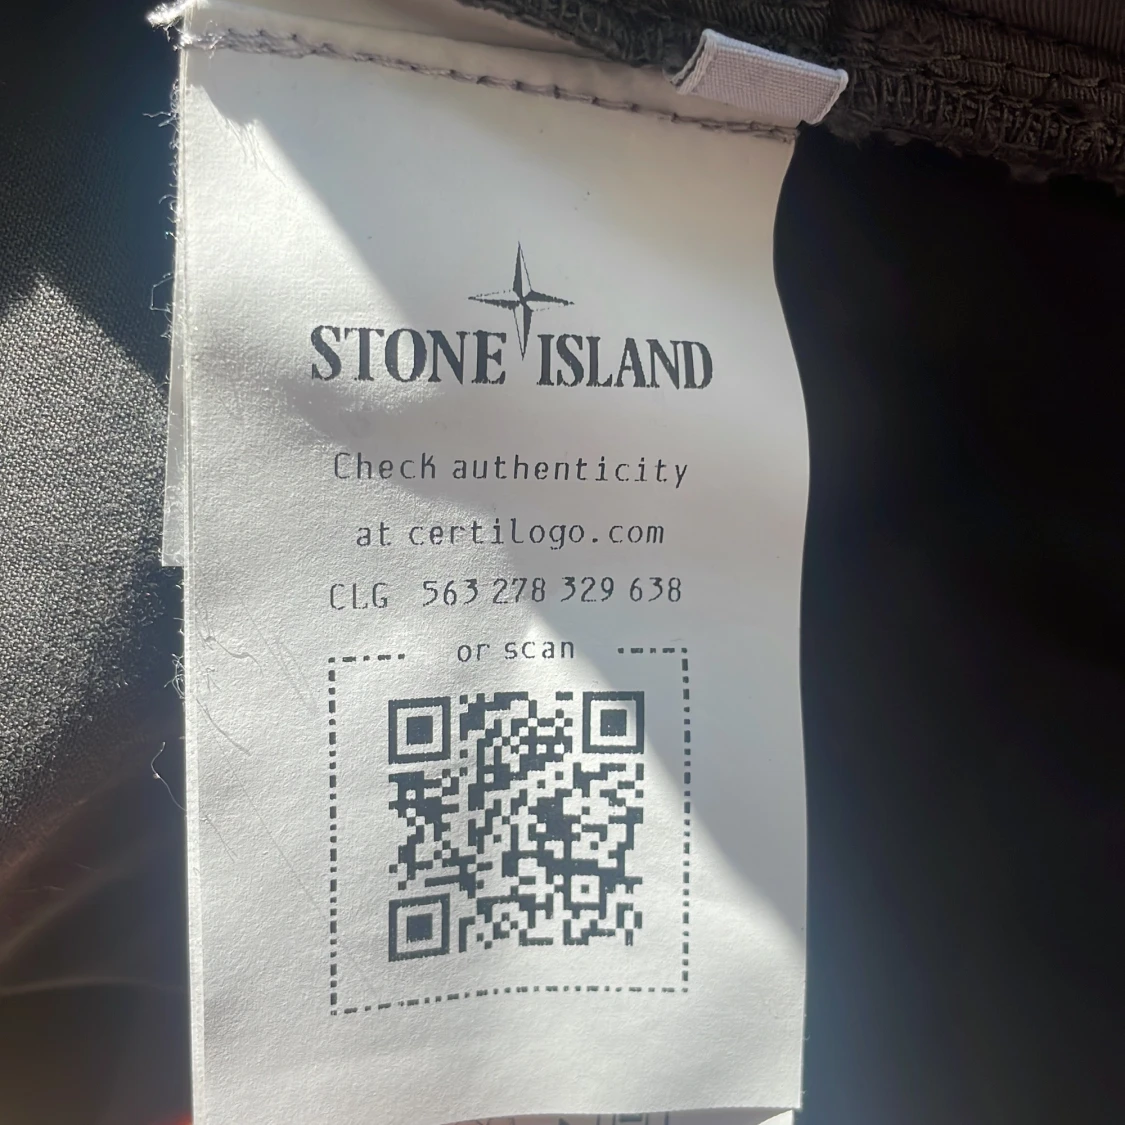 STONE ISLAND
Check authenticity
at certilogo.com
CLG 563 278 329 638
or scan